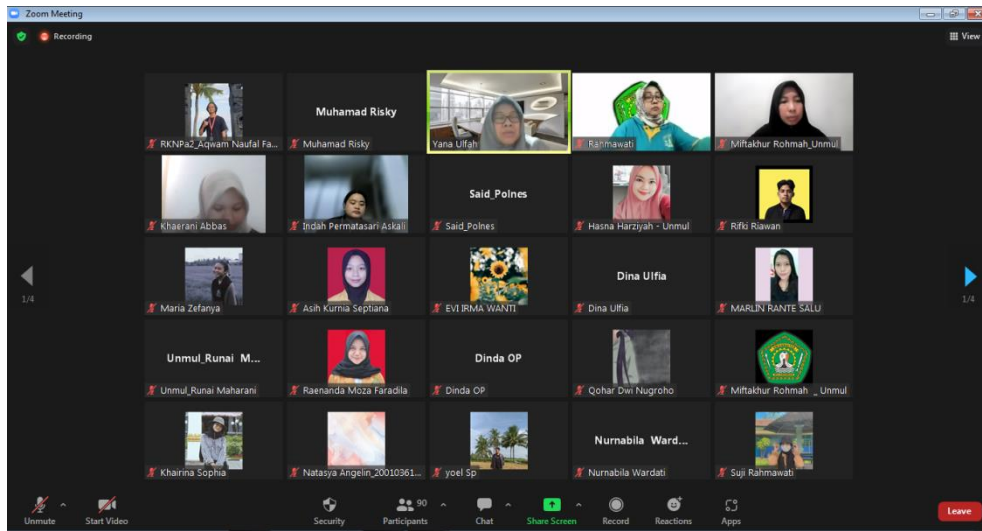 Zoom Meeting
Recording
View
RKNPa2_Aqwam Naufal Fa...
Muhamad Risky
Muhamad Risky
Yana Ulfah
Rahmawati
Miftakhur Rohmah_Unmul
Khaerani Abbas
Indah Permatasari Askali
Said_Polnes
Said_Polnes
Hasna Harziyah - Unmul
Rifki Riawan
1/4
Maria Zefanya
Asih Kurnia Septiana
EVI IRMA WANTI
Dina Ulfia
Dina Ulfia
MARLIN RANTE SALU
1/4
Unmul_Runai M...
Unmul_Runai Maharani
Raenanda Moza Faradila
Dinda OP
Dinda OP
Qohar Dwi Nugroho
Miftakhur Rohmah _ Unmul
Khairina Sophia
Natasya Angelin_20010361...
yoel Sp
Nurnabila Ward...
Nurnabila Wardati
Suji Rahmawati
Unmute
Start Video
Security
Participants
90
Chat
Share Screen
Record
Reactions
Apps
Leave